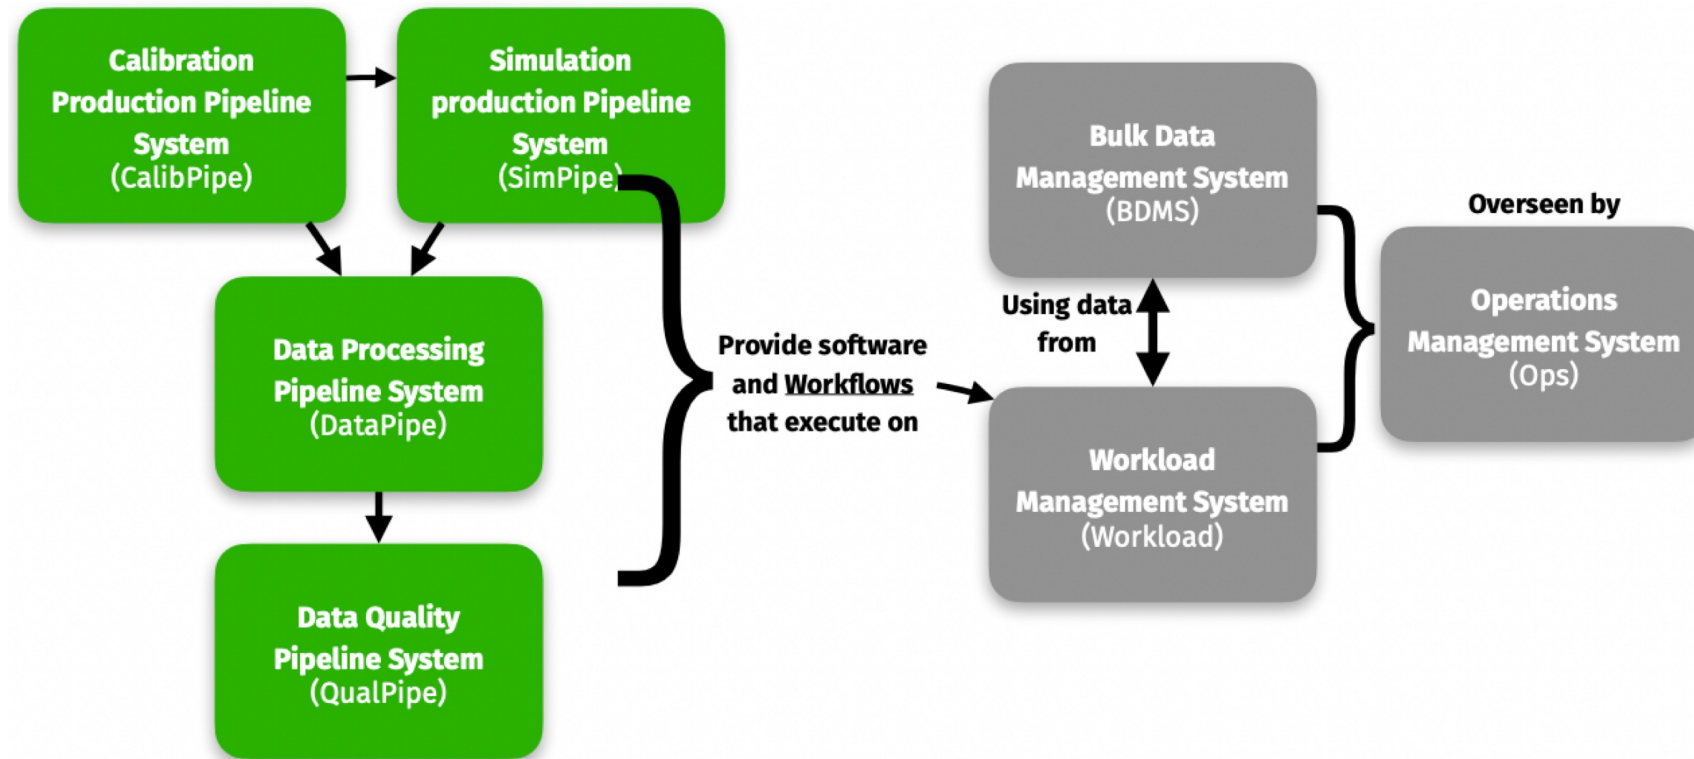 Calibration
Production Pipeline
System
(CalibPipe)
Simulation
production Pipeline
System
(SimPipe)
Data Processing
Pipeline System
(DataPipe)
Data Quality
Pipeline System
(QualPipe)
Provide software
and Workflows
that execute on
Bulk Data
Management System
(BDMS)
Using data
from
Workload
Management System
(Workload)
Overseen by
Operations
Management System
(Ops)